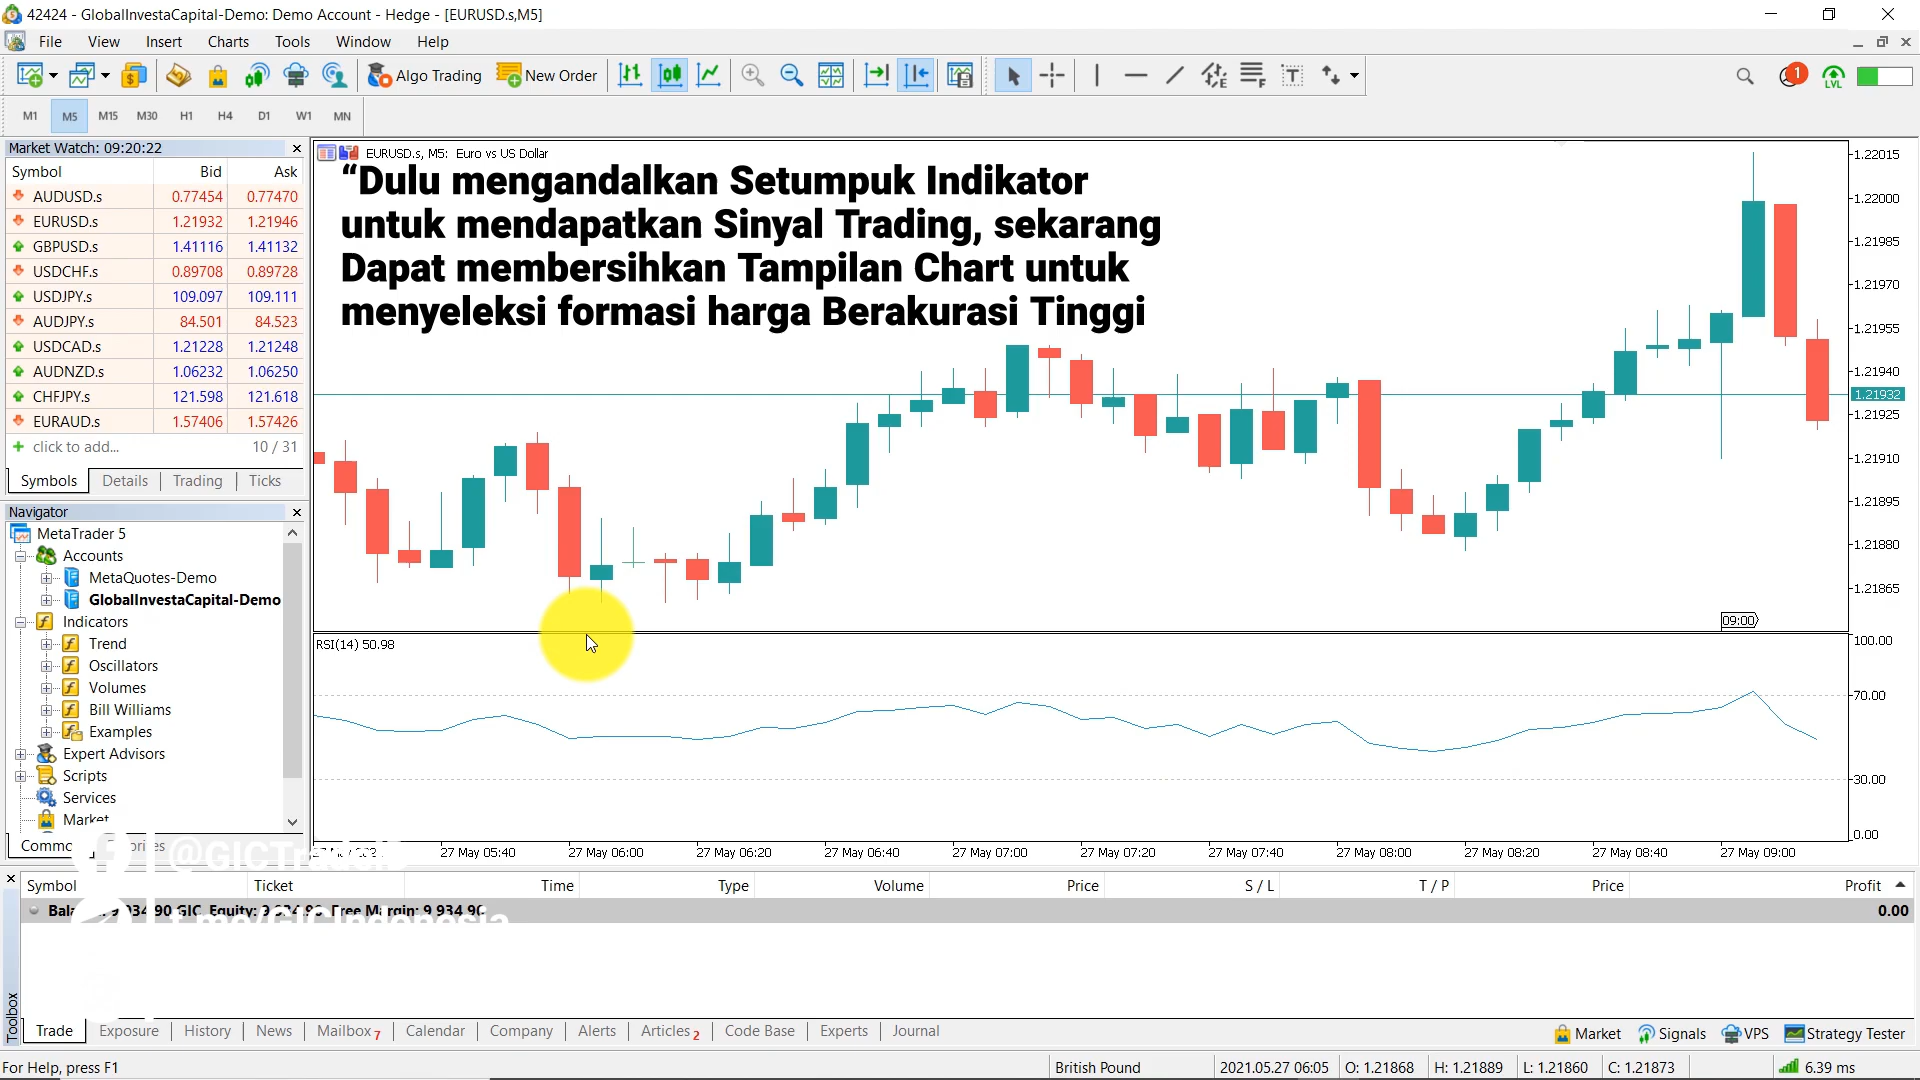 42424 - GlobalInvestaCapital-Demo: Demo Account - Hedge - [EURUSD.s,M5]
File View Insert Charts Tools Window Help
Algo Trading New Order 1 LVL
M1 M5 M15 M30 H1 H4 D1 W1 MN
Market Watch: 09:20:22
Symbol Bid Ask
AUDUSD.s 0.77454 0.77470
EURUSD.s 1.21932 1.21946
GBPUSD.s 1.41116 1.41132
USDCHF.s 0.89708 0.89728
USDJPY.s 109.097 109.111
AUDJPY.s 84.501 84.523
USDCAD.s 1.21228 1.21248
AUDNZD.s 1.06232 1.06250
CHFJPY.s 121.598 121.618
EURAUD.s 1.57406 1.57426
click to add... 10 / 31
Symbols Details Trading Ticks
Navigator
MetaTrader 5
Accounts
MetaQuotes-Demo
GlobalInvestaCapital-Demo
Indicators
Trend
Oscillators
Volumes
Bill Williams
Examples
Expert Advisors
Scripts
Services
Market
EURUSD.s, M5: Euro vs US Dollar
“Dulu mengandalkan Setumpuk Indikator
untuk mendapatkan Sinyal Trading, sekarang
Dapat membersihkan Tampilan Chart untuk
menyeleksi formasi harga Berakurasi Tinggi
1.22015
1.22000
1.21985
1.21970
1.21955
1.21940
1.21932
1.21925
1.21910
1.21895
1.21880
1.21865
09:00
RSI(14) 50.98
100.00
70.00
30.00
0.00
27 May 05:40 27 May 06:00 27 May 06:20 27 May 06:40 27 May 07:00 27 May 07:20 27 May 07:40 27 May 08:00 27 May 08:20 27 May 08:40 27 May 09:00
Symbol Ticket Time Type Volume Price S / L T / P Price Profit
Equity: Free Margin: 9 934.90 0.00
t.me/GICIndonesia
Toolbox
Trade Exposure History News Mailbox 7 Calendar Company Alerts Articles 2 Code Base Experts Journal
Market Signals VPS Strategy Tester
For Help, press F1 British Pound 2021.05.27 06:05 O: 1.21868 H: 1.21889 L: 1.21860 C: 1.21873 6.39 ms